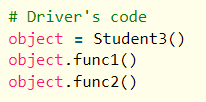 # Driver's code
object = Student3()
object.func1()
object.func2()